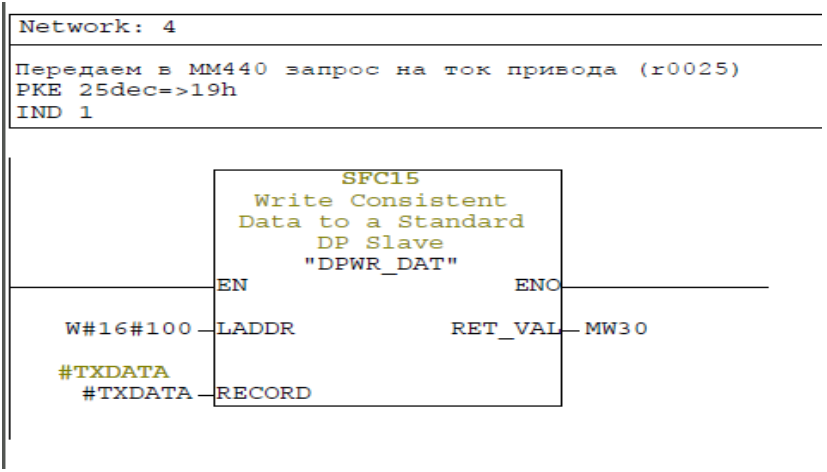 Network: 4
Передаем в MM440 запрос на ток привода (r0025)
PKE 25dec=>19h
IND 1
SFC15
Write Consistent
Data to a Standard
DP Slave
"DPWR_DAT"
EN ENO
W#16#100 LADDR RET_VAL MW30
#TXDATA
#TXDATA RECORD